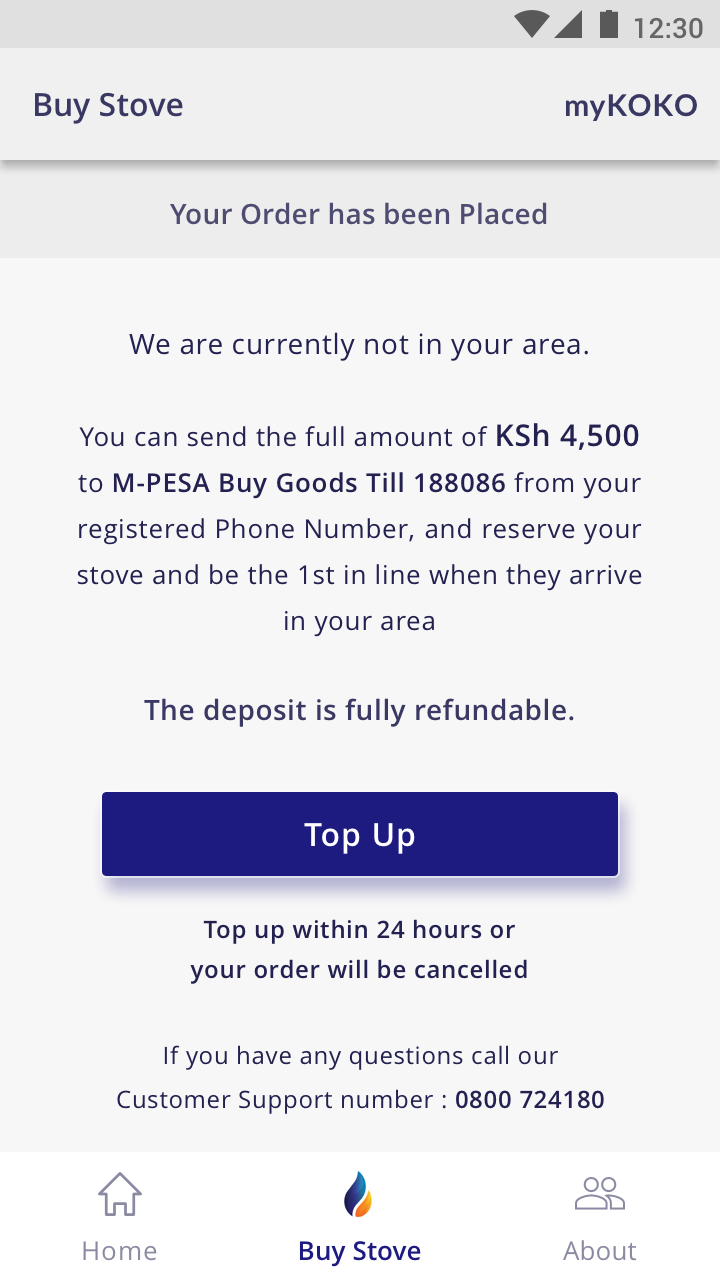 12:30
Buy Stove
myKOKO
Your Order has been Placed
We are currently not in your area.
You can send the full amount of KSh 4,500
to M-PESA Buy Goods Till 188086 from your
registered Phone Number, and reserve your
stove and be the 1st in line when they arrive
in your area
The deposit is fully refundable.
Top Up
Top up within 24 hours or
your order will be cancelled
If you have any questions call our
Customer Support number : 0800 724180
Home
Buy Stove
About